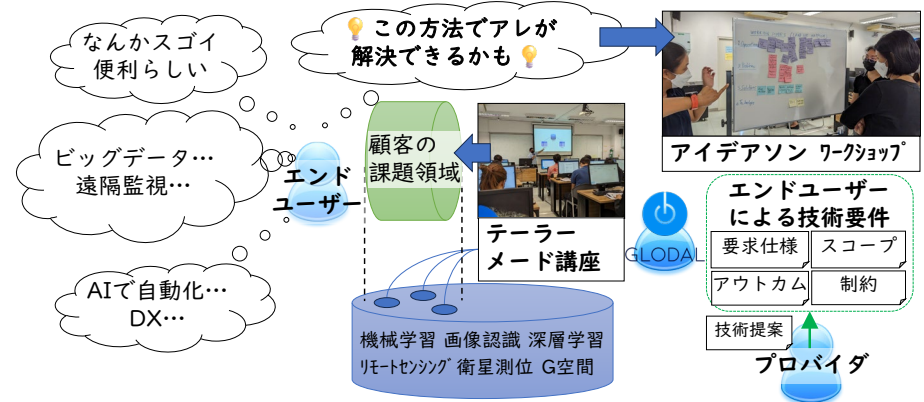 なんかスゴイ
便利らしい
この方法でアレが
解決できるかも
ビッグデータ…
遠隔監視…
エンド
ユーザー
顧客の
課題領域
アイデアソン ワークショップ
テーラー
メード講座
GLODAL
エンドユーザー
による技術要件
要求仕様
スコープ
アウトカム
制約
AIで自動化…
DX…
機械学習 画像認識 深層学習
リモートセンシング 衛星測位 G空間
技術提案
プロバイダ